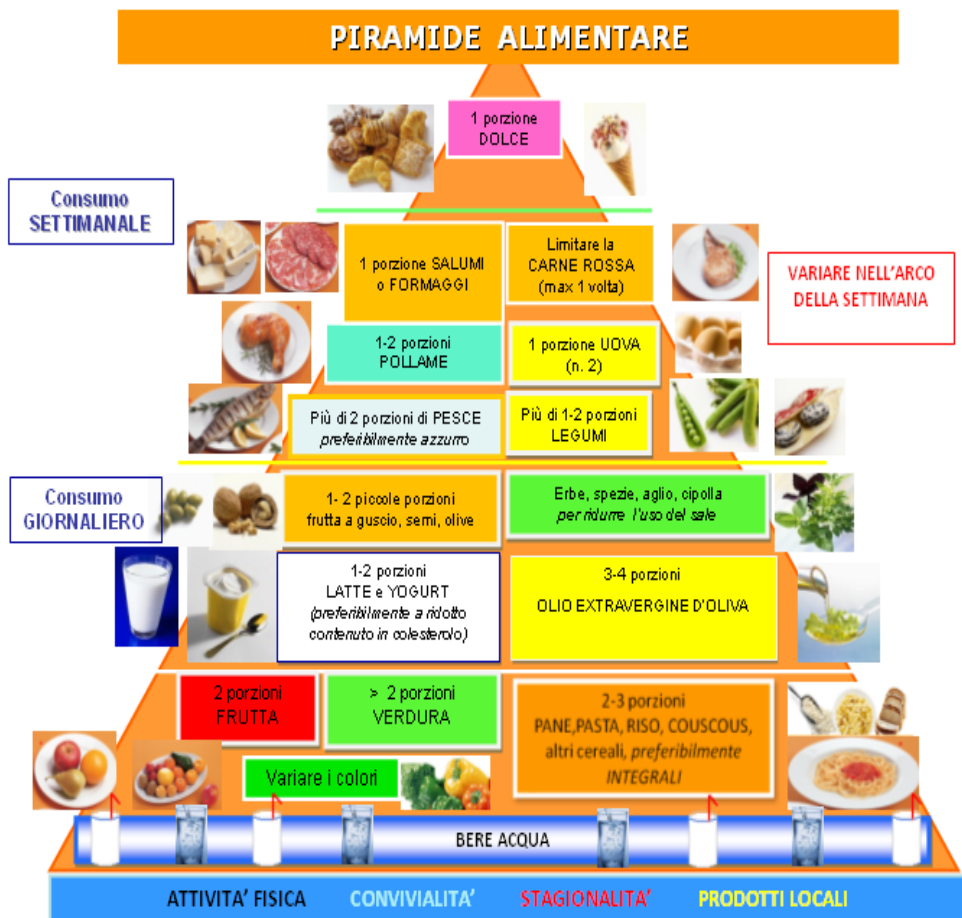 PIRAMIDE ALIMENTARE
1 porzione
DOLCE
Consumo
SETTIMANALE
1 porzione SALUMI
o FORMAGGI
Limitare la
CARNE ROSSA
(max 1 volta)
VARIARE NELL'ARCO
DELLA SETTIMANA
1-2 porzioni
POLLAME
1 porzione UOVA
(n. 2)
Più di 2 porzioni di PESCE
preferibilmente azzurro
Più di 1-2 porzioni
LEGUMI
Consumo
GIORNALIERO
1- 2 piccole porzioni
frutta a guscio, semi, olive
Erbe, spezie, aglio, cipolla
per ridurre l'uso del sale
1-2 porzioni
LATTE e YOGURT
(preferibilmente a ridotto
contenuto in colesterolo)
3-4 porzioni
OLIO EXTRAVERGINE D'OLIVA
2 porzioni
FRUTTA
> 2 porzioni
VERDURA
2-3 porzioni
PANE,PASTA, RISO, COUSCOUS,
altri cereali, preferibilmente
INTEGRALI
Variare i colori
BERE ACQUA
ATTIVITA' FISICA CONVIVIALITA' STAGIONALITA' PRODOTTI LOCALI